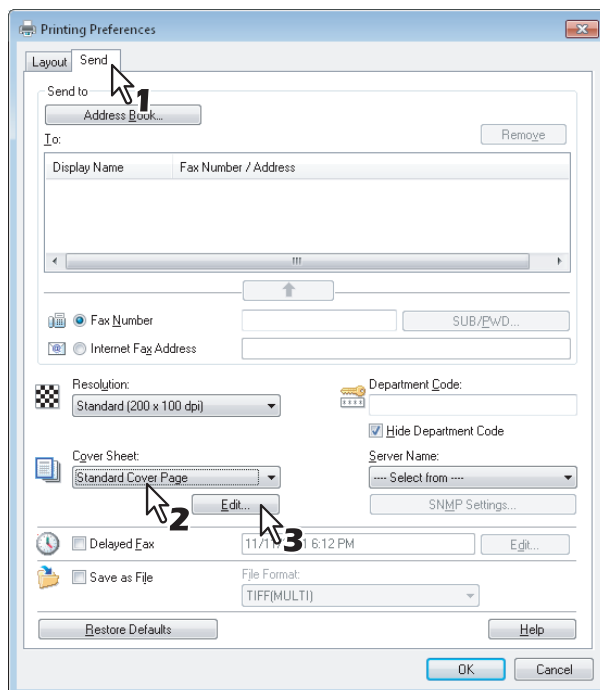 Printing Preferences
Layout Send
1
Send to
Address Book...
To:
Remove
Display Name Fax Number / Address
Fax Number
SUB/PWD...
Internet Fax Address
Resolution:
Standard (200 x 100 dpi)
Department Code:
Hide Department Code
Cover Sheet:
Standard Cover Page
Server Name:
---- Select from ----
2
Edit...
3
SNMP Settings...
Delayed Fax
6:12 PM
Edit...
Save as File
File Format:
TIFF(MULTI)
Restore Defaults
Help
OK Cancel